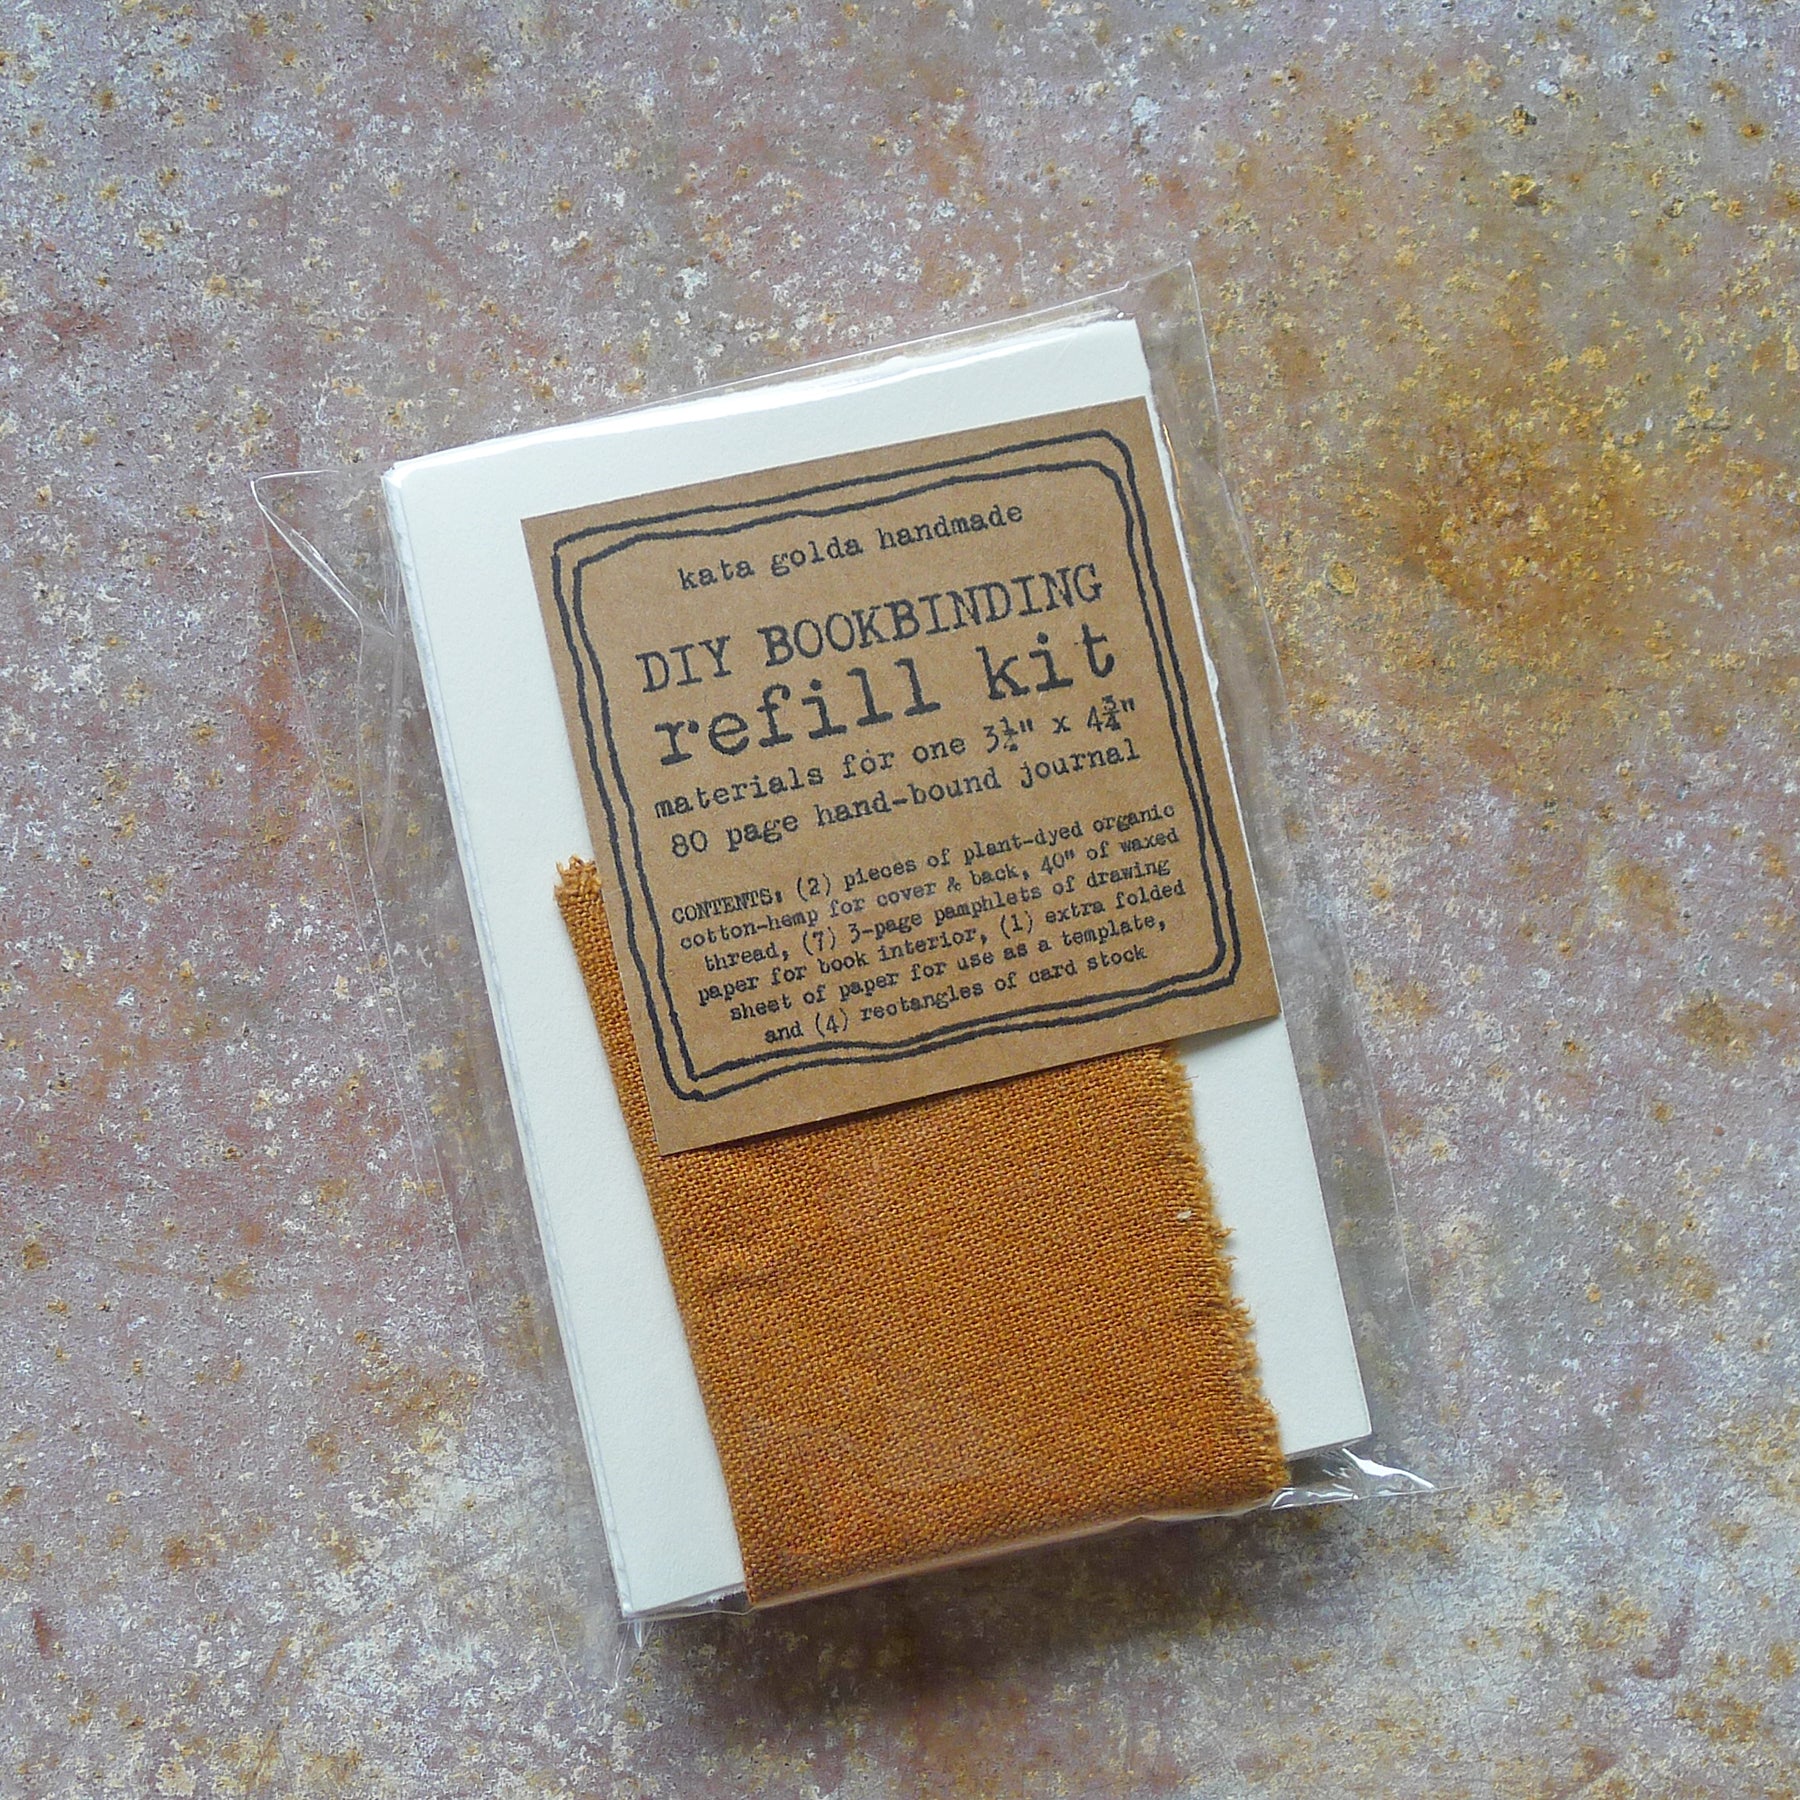 kata golda handmade
DIY BOOKBINDING
refill kit
materials for one 3½" x 4¾"
80 page hand-bound journal
CONTENTS: (2) pieces of plant-dyed organic
cotton-hemp for cover & back, 40" of waxed
thread, (7) 3-page pamphlets of drawing
paper for book interior, (1) extra folded
sheet of paper for use as a template,
and (4) rectangles of card stock